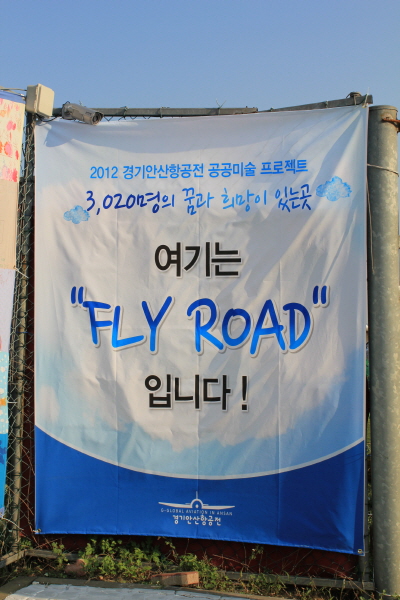 2012 경기안산항공전 공공미술 프로젝트
3,020명의 꿈과 희망이 있는곳
여기는
"FLY ROAD"
입니다!
G-GLOBAL AVIATION IN ANSAN
경기안산항공전